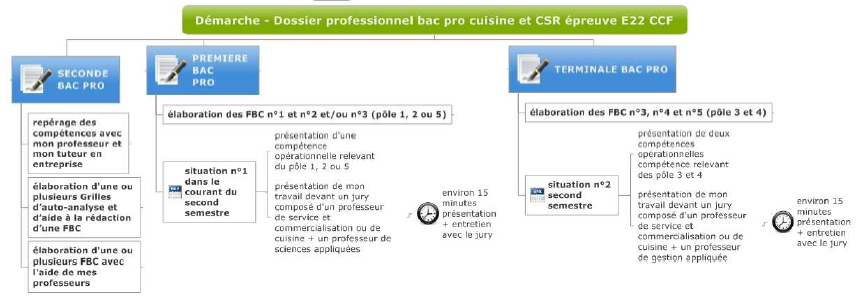 Démarche - Dossier professionnel bac pro cuisine et CSR épreuve E22 CCF
SECONDE
BAC PRO
repérage des
compétences avec
mon professeur et
mon tuteur en
entreprise
élaboration d'une ou
plusieurs Grilles
d'auto-analyse et
d'aide à la rédaction
d'une FBC
élaboration d'une ou
plusieurs FBC avec
l'aide de mes
professeurs
PREMIERE
BAC
PRO
élaboration des FBC n°1 et n°2 et/ou n°3 (pôle 1, 2 ou 5)
situation n°1
dans le
courant du
second
semestre
présentation d'une
compétence
opérationnelle relevant
du pôle 1, 2 ou 5
présentation de mon
travail devant un jury
composé d'un professeur
de service et
commercialisation ou de
cuisine + un professeur de
sciences appliquées
environ 15
minutes
présentation
+ entretien
avec le jury
TERMINALE BAC PRO
élaboration des FBC n°3, n°4 et n°5 (pôle 3 et 4)
situation n°2
second
semestre
présentation de deux
compétences
opérationnelles
compétence relevant
des pôle 3 et 4
présentation de mon
travail devant un jury
composé d'un professeur
de service et
commercialisation ou de
cuisine + un professeur
de gestion appliquée
environ 15
minutes
présentation
+ entretien
avec le jury